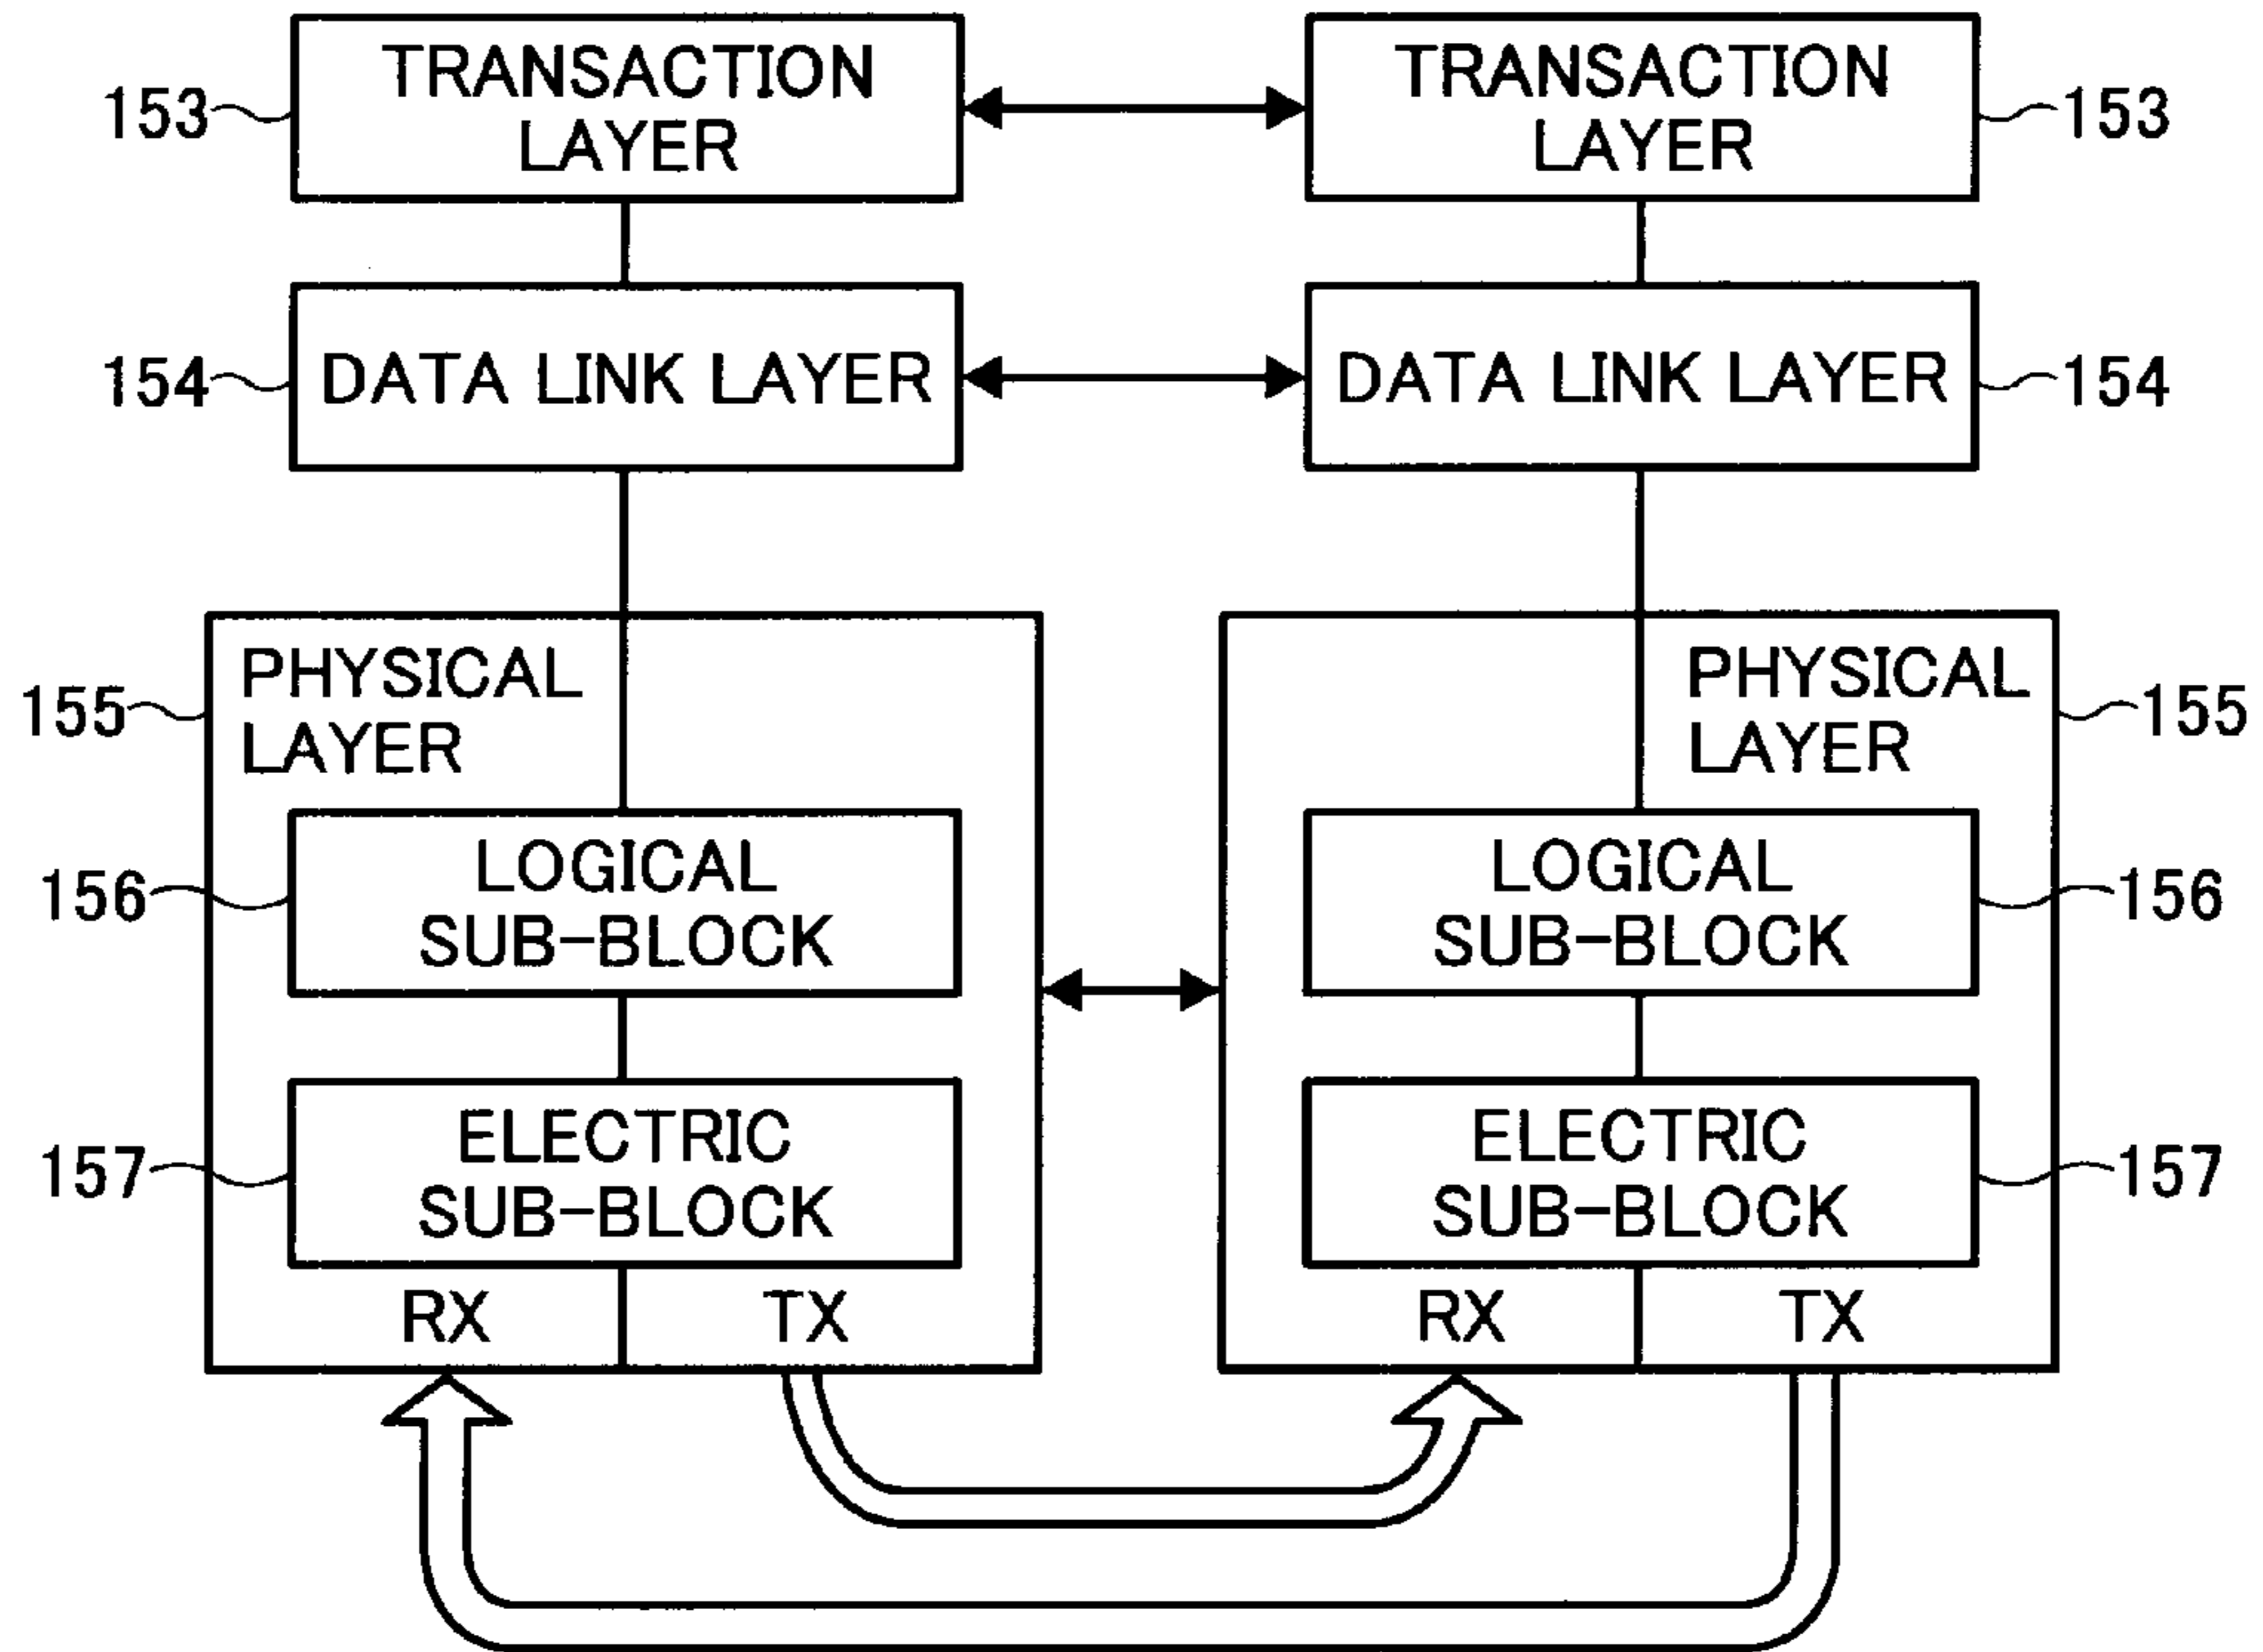 TRANSACTION
LAYER
TRANSACTION
LAYER
153
153
DATA LINK LAYER
DATA LINK LAYER
154
154
PHYSICAL
LAYER
PHYSICAL
LAYER
155
155
LOGICAL
SUB-BLOCK
LOGICAL
SUB-BLOCK
156
156
ELECTRIC
SUB-BLOCK
ELECTRIC
SUB-BLOCK
157
157
RX
TX
RX
TX